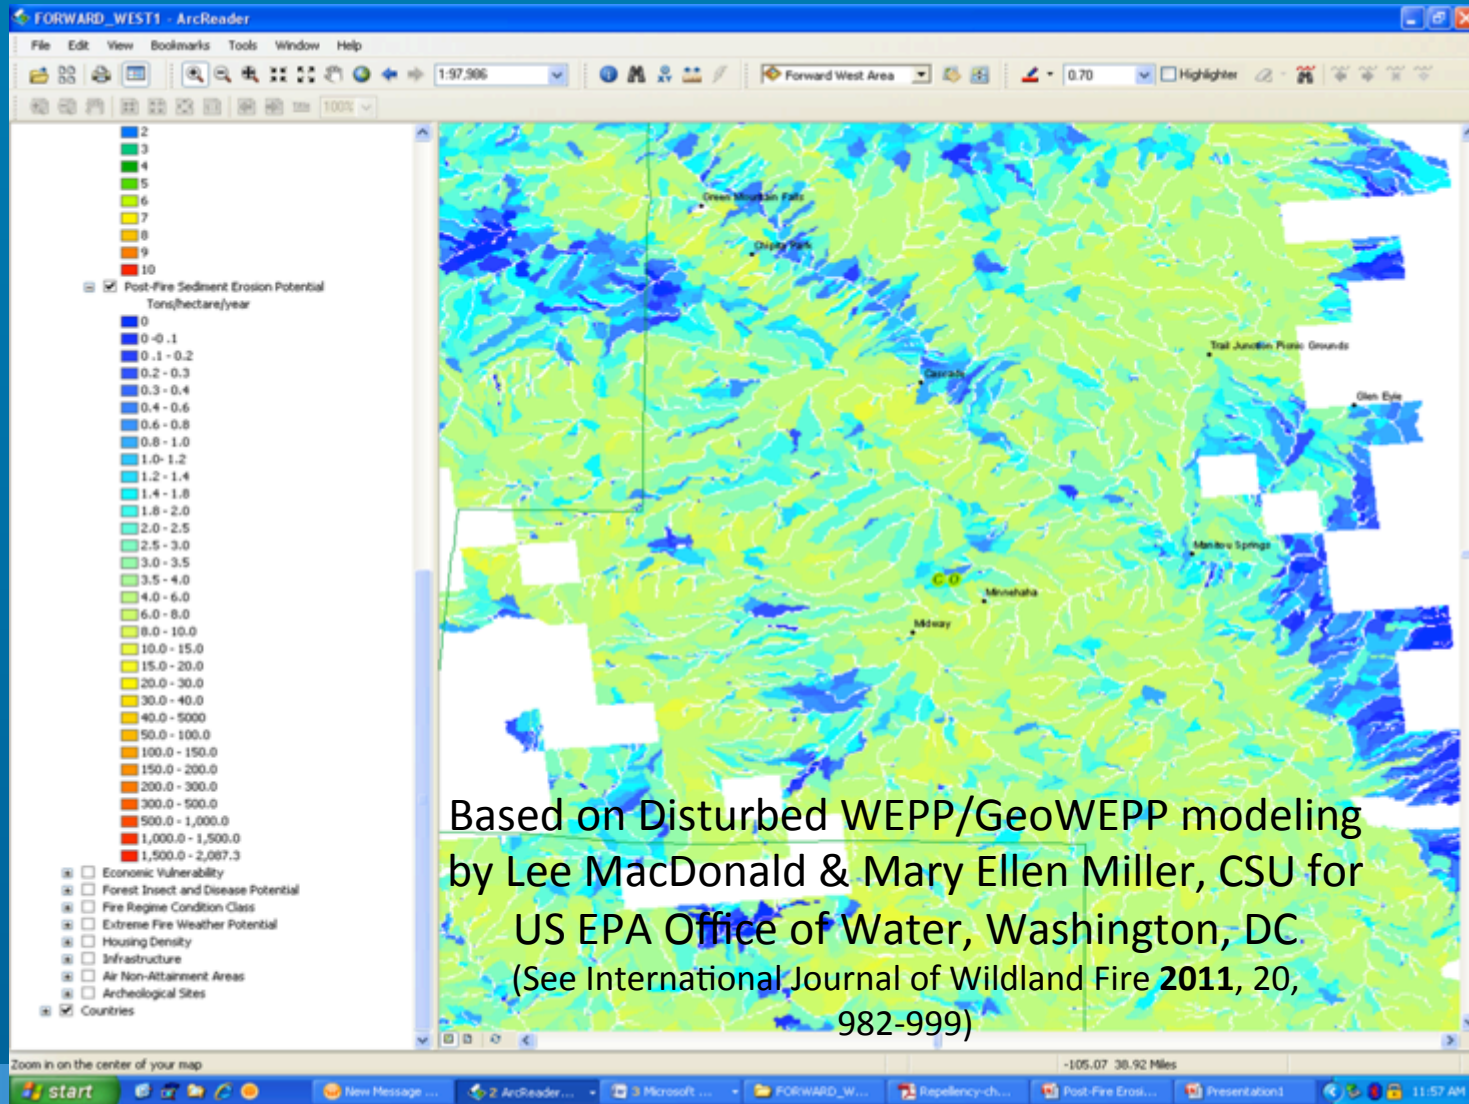 FORWARD_WEST1 - ArcReader
File Edit View Bookmarks Tools Window Help
1:97,986 Forward West Area 0.70 Highlighter
100%
2
3
4
5
6
7
8
9
10
Post-Fire Sediment Erosion Potential
Tons/hectare/year
0
0 -0 .1
0 .1 - 0.2
0.2 - 0.3
0.3 - 0.4
0.4 - 0.6
0.6 - 0.8
0.8 - 1.0
1.0- 1.2
1.2 - 1.4
1.4 - 1.8
1.8 - 2.0
2.0 - 2.5
2.5 - 3.0
3.0 - 3.5
3.5 - 4.0
4.0 - 6.0
6.0 - 8.0
8.0 - 10.0
10.0 - 15.0
15.0 - 20.0
20.0 - 30.0
30.0 - 40.0
40.0 - 5000
50.0 - 100.0
100.0 - 150.0
150.0 - 200.0
200.0 - 300.0
300.0 - 500.0
500.0 - 1,000.0
1,000.0 - 1,500.0
1,500.0 - 2,087.3
Economic Vulnerability
Forest Insect and Disease Potential
Fire Regime Condition Class
Extreme Fire Weather Potential
Housing Density
Infrastructure
Air Non-Attainment Areas
Archeological Sites
Countries
Green Mountain Falls
Chipita Park
Trail Junction Picnic Grounds
Cascade
Glen Eyie
Manitou Springs
C O
Minnehaha
Midway
Based on Disturbed WEPP/GeoWEPP modeling
by Lee MacDonald & Mary Ellen Miller, CSU for
US EPA Office of Water, Washington, DC
(See International Journal of Wildland Fire 2011, 20,
982-999)
Zoom in on the center of your map
-105.07 38.92 Miles
start New Message ... 2 ArcReader... 3 Microsoft ... FORWARD_W... Repellency-ch... Post-Fire Erosi... Presentation1 11:57 AM